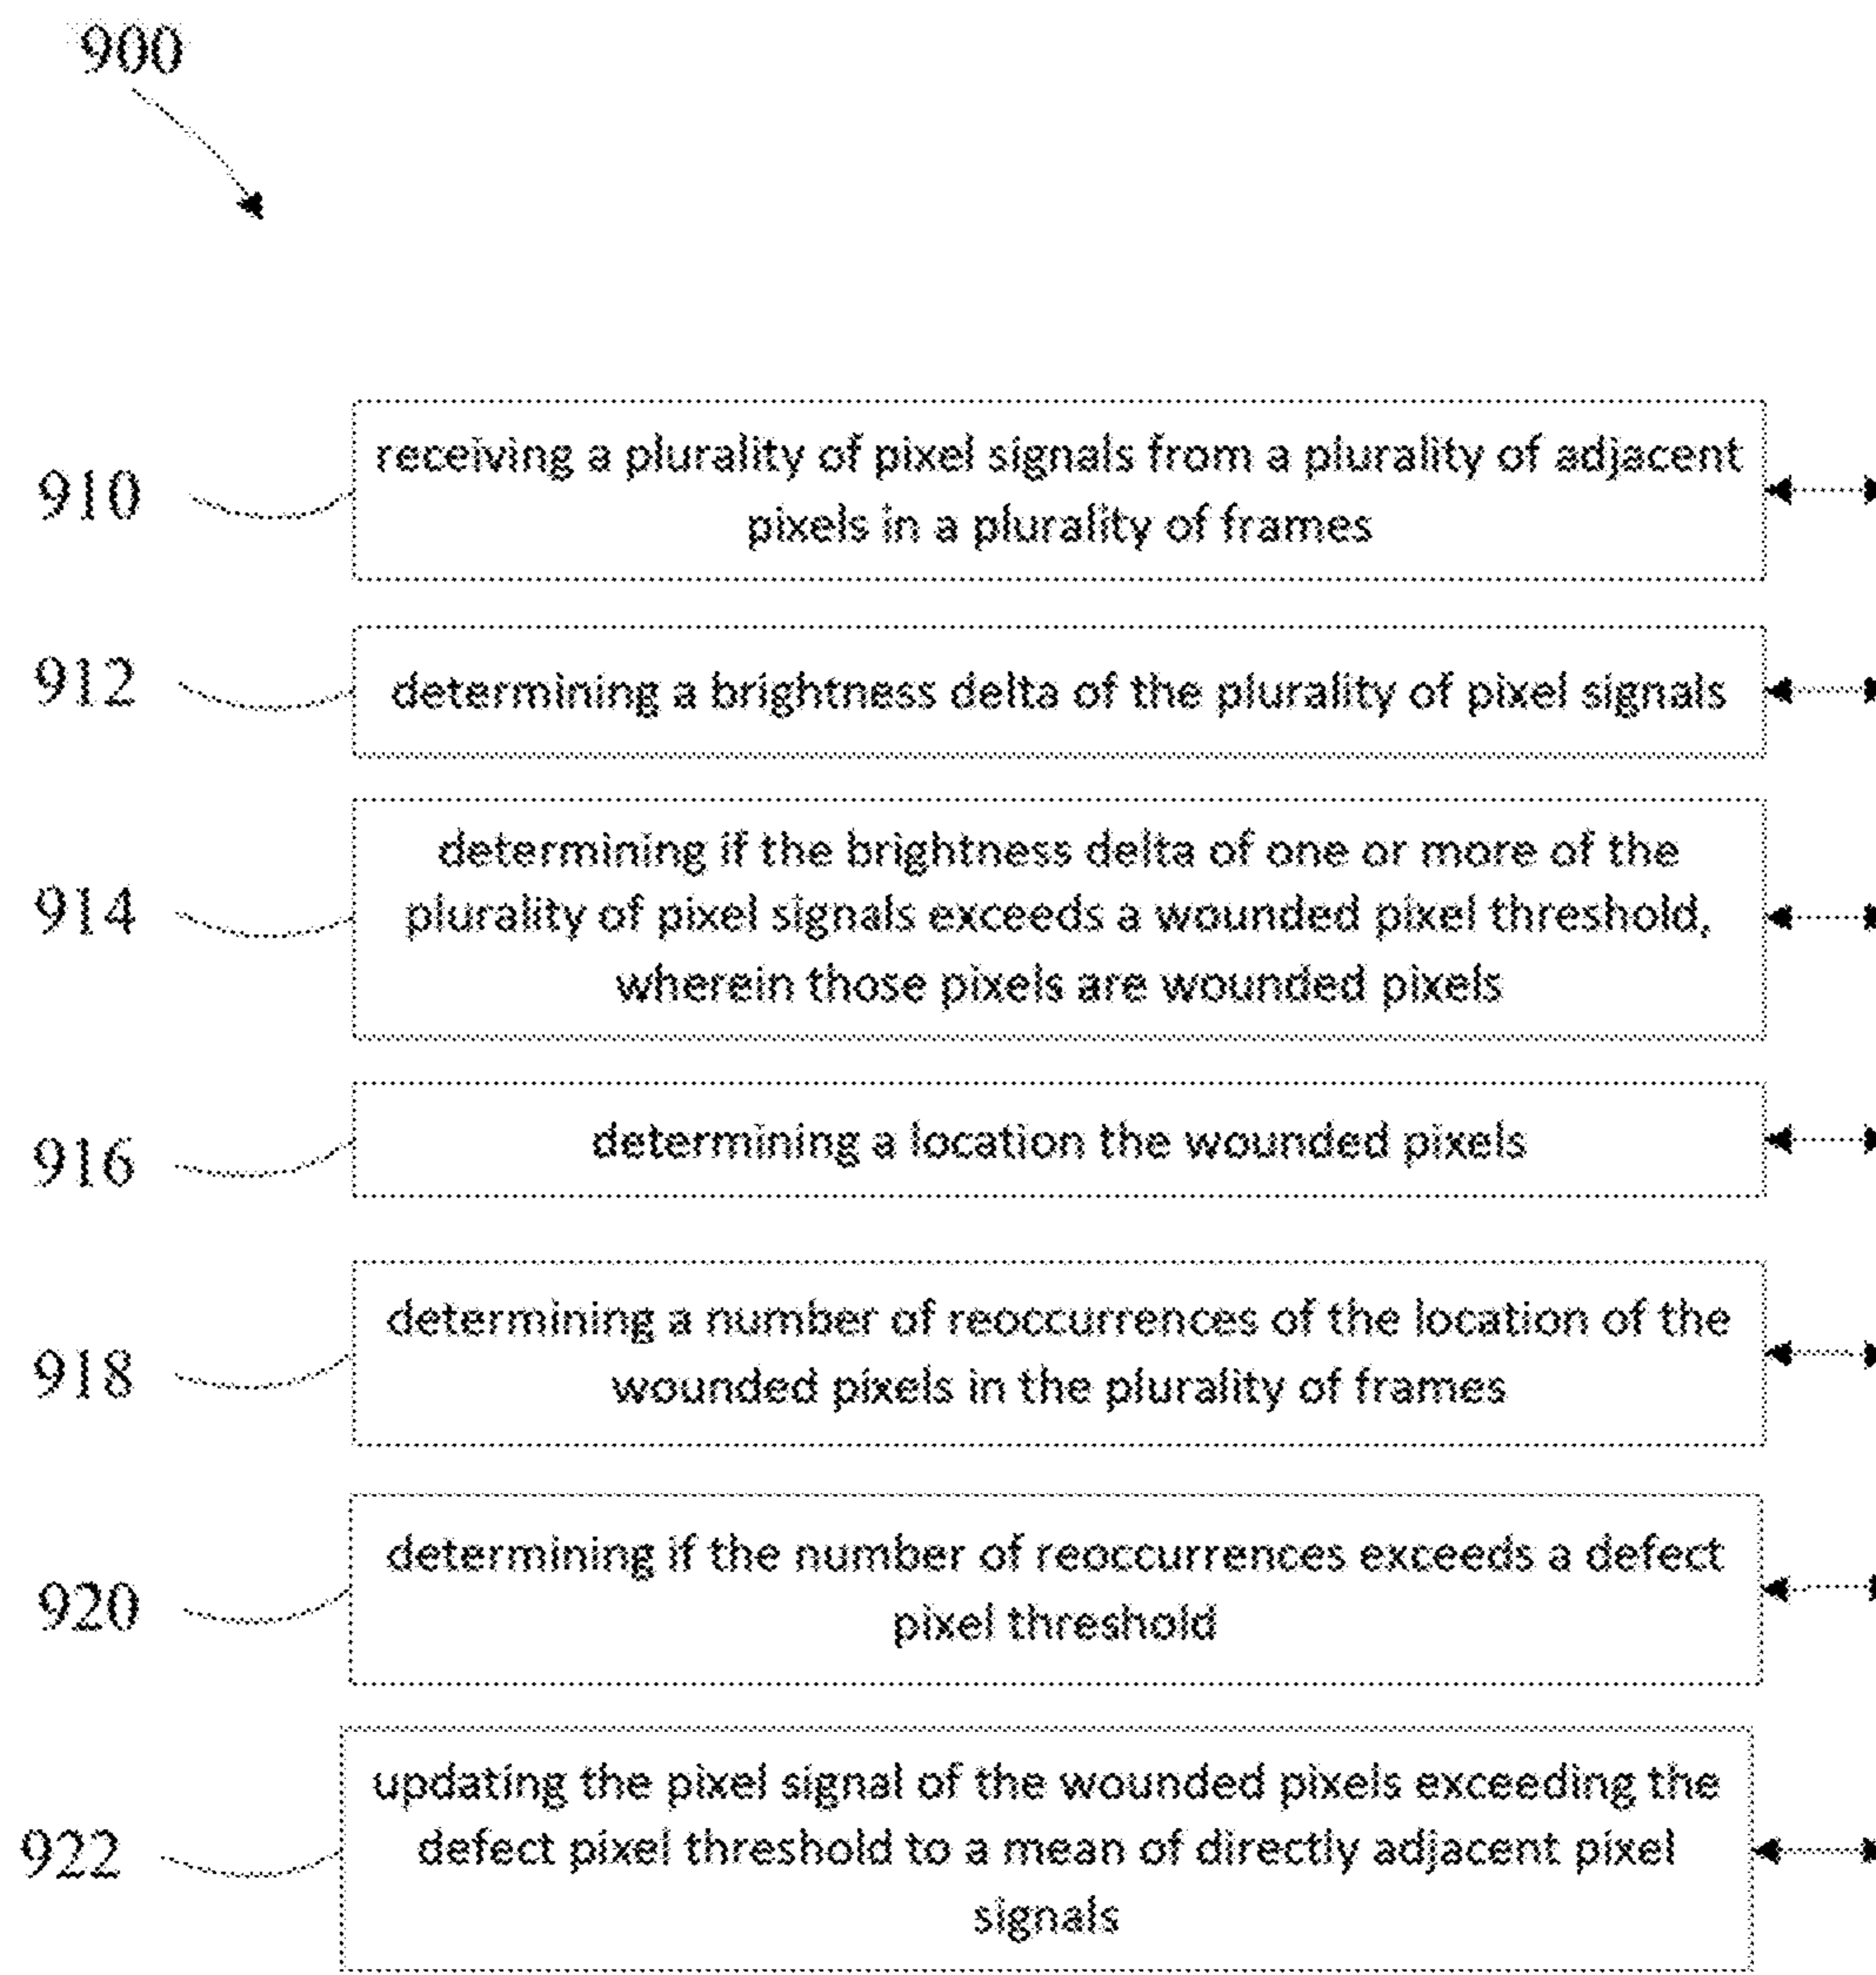 900
910
receiving a plurality of pixel signals from a plurality of adjacent
pixels in a plurality of frames
912
determining a brightness delta of the plurality of pixel signals
914
determining if the brightness delta of one or more of the
plurality of pixel signals exceeds a wounded pixel threshold,
wherein those pixels are wounded pixels
916
determining a location the wounded pixels
918
determining a number of reoccurrences of the location of the
wounded pixels in the plurality of frames
920
determining if the number of reoccurrences exceeds a defect
pixel threshold
922
updating the pixel signal of the wounded pixels exceeding the
defect pixel threshold to a mean of directly adjacent pixel
signals